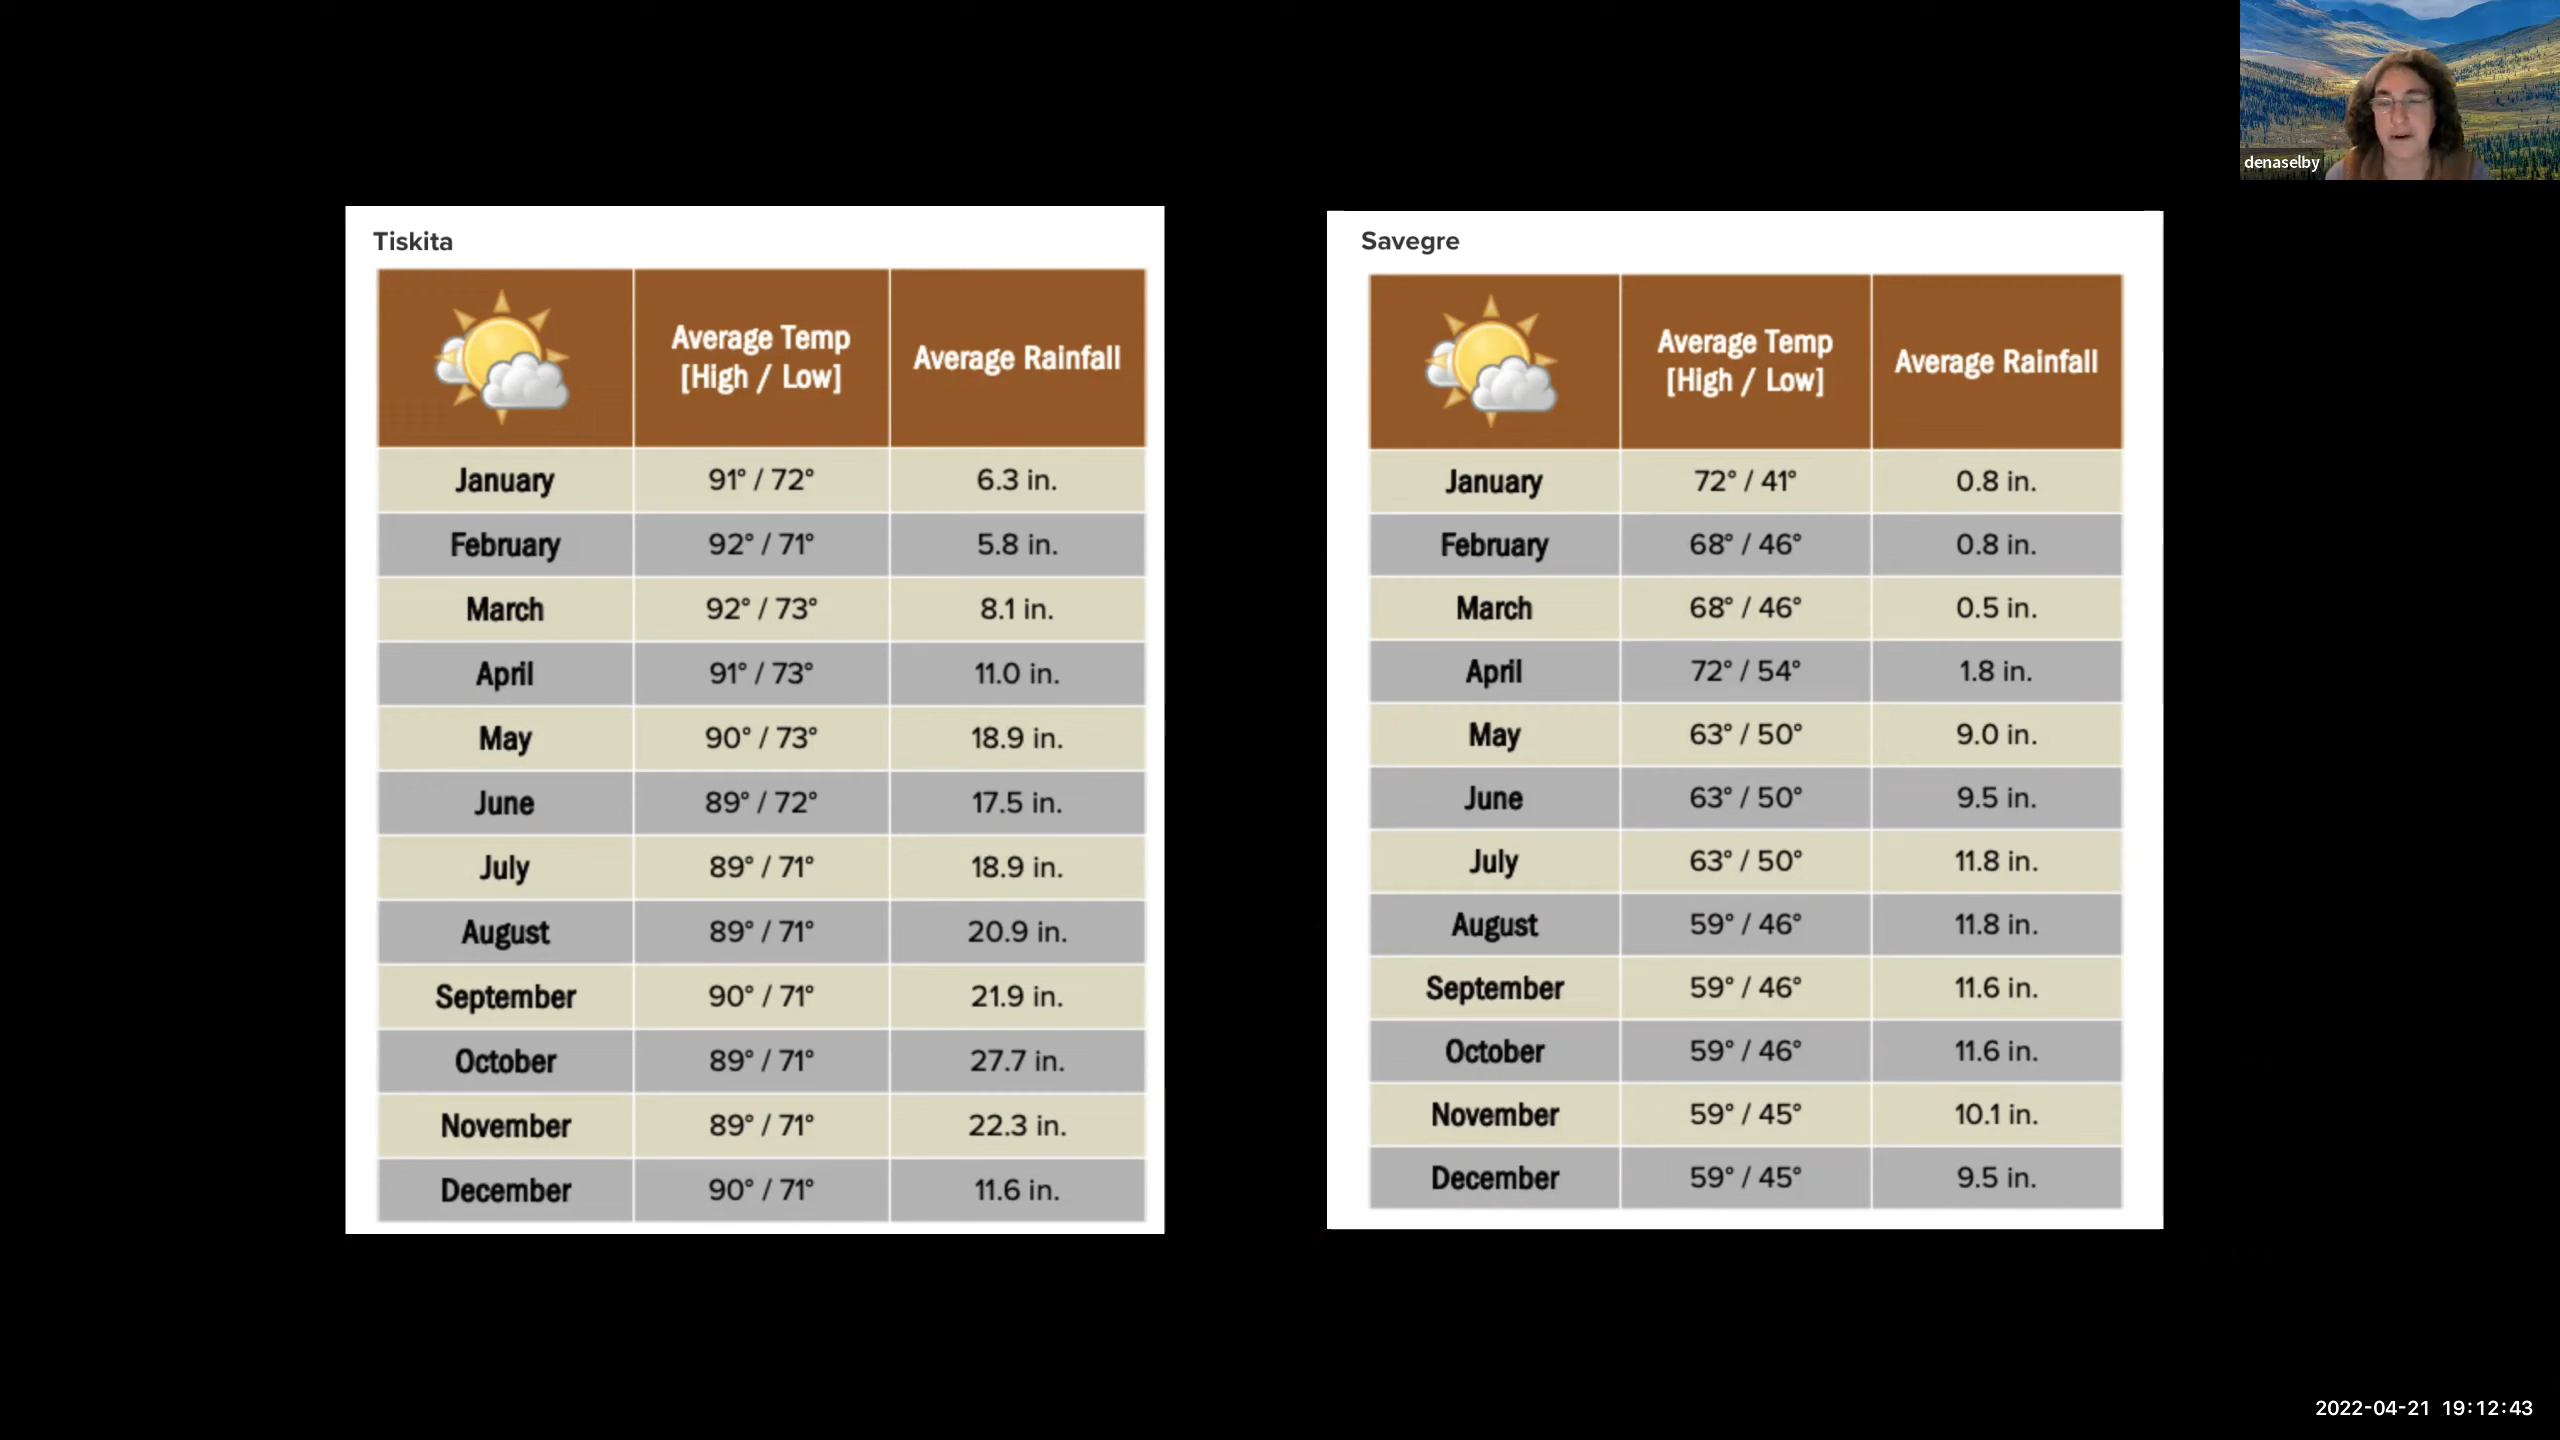 denaselby
Tiskita
Average Temp
[High / Low]
Average Rainfall
January 91° / 72° 6.3 in.
February 92° / 71° 5.8 in.
March 92° / 73° 8.1 in.
April 91° / 73° 11.0 in.
May 90° / 73° 18.9 in.
June 89° / 72° 17.5 in.
July 89° / 71° 18.9 in.
August 89° / 71° 20.9 in.
September 90° / 71° 21.9 in.
October 89° / 71° 27.7 in.
November 89° / 71° 22.3 in.
December 90° / 71° 11.6 in.
Savegre
Average Temp
[High / Low]
Average Rainfall
January 72° / 41° 0.8 in.
February 68° / 46° 0.8 in.
March 68° / 46° 0.5 in.
April 72° / 54° 1.8 in.
May 63° / 50° 9.0 in.
June 63° / 50° 9.5 in.
July 63° / 50° 11.8 in.
August 59° / 46° 11.8 in.
September 59° / 46° 11.6 in.
October 59° / 46° 11.6 in.
November 59° / 45° 10.1 in.
December 59° / 45° 9.5 in.
2022-04-21 19:12:43